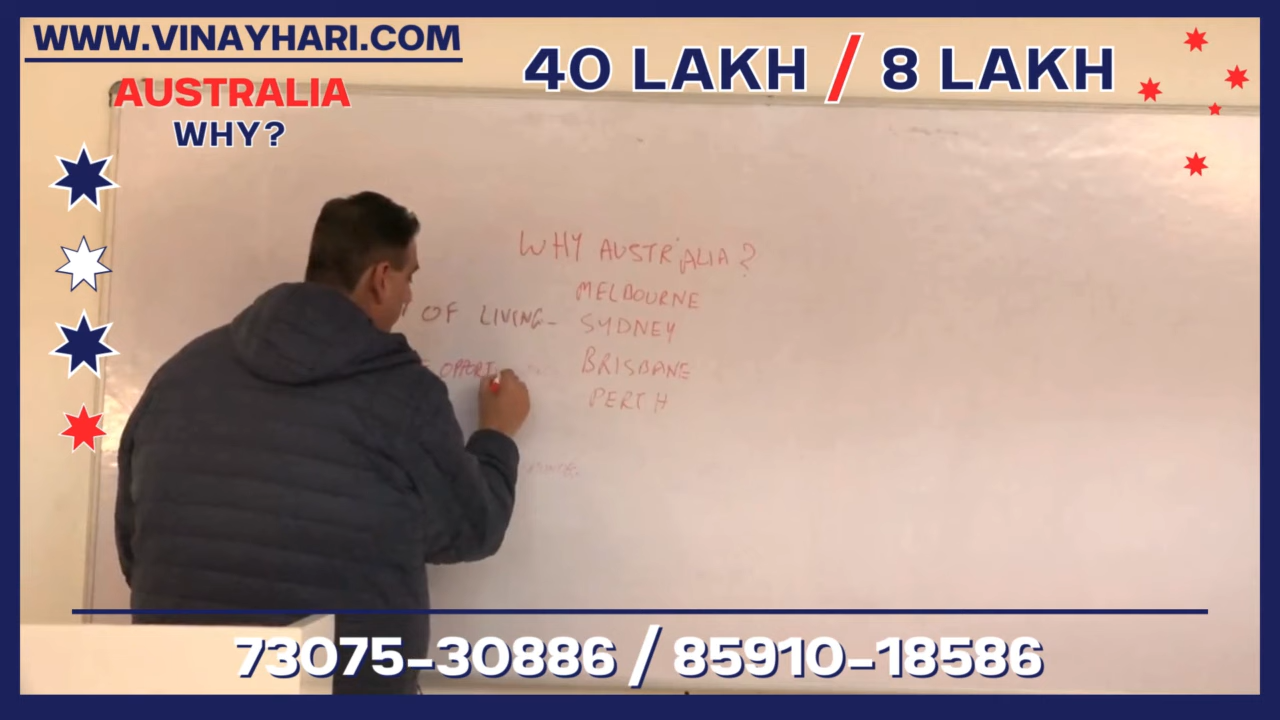 WWW.VINAYHARI.COM
40 LAKH / 8 LAKH
AUSTRALIA
WHY?
WHY AUSTRALIA?
MELBOURNE
OF LIVING-
SYDNEY
BRISBANE
OPPORT
PERTH
73075-30886 / 85910-18586